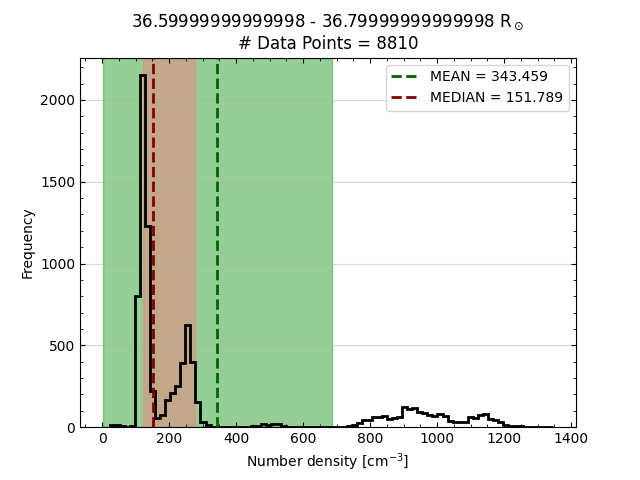 36.59999999999998 - 36.79999999999998 R⊙
# Data Points = 8810
MEAN = 343.459
MEDIAN = 151.789
2000
1500
1000
500
0
Frequency
0 200 400 600 800 1000 1200 1400
Number density [cm⁻³]